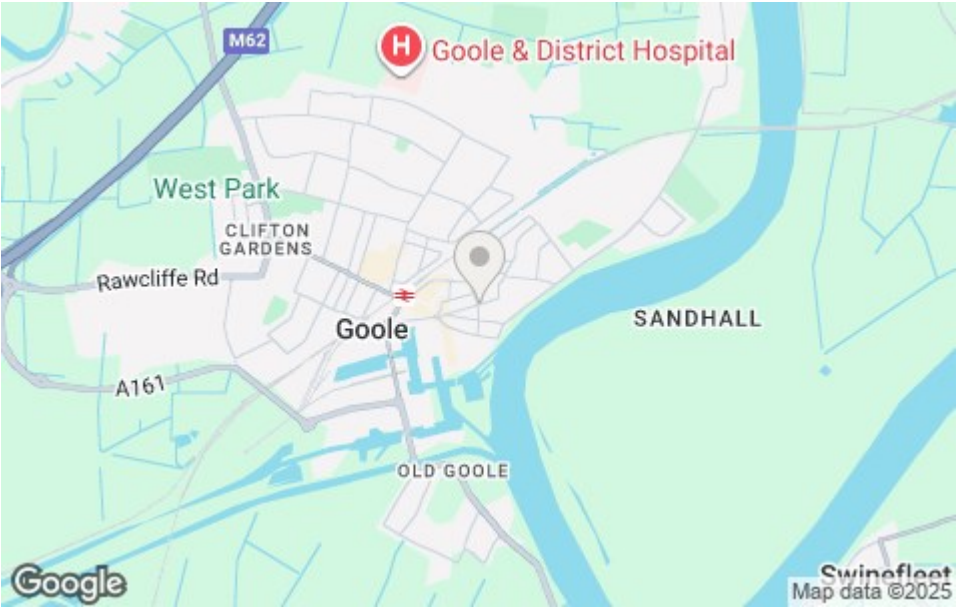 M62
H
Goole & District Hospital
West Park
CLIFTON
GARDENS
Rawcliffe Rd
Goole
SANDHALL
A161
OLD GOOLE
Swinefleet
Google
Map data ©2025